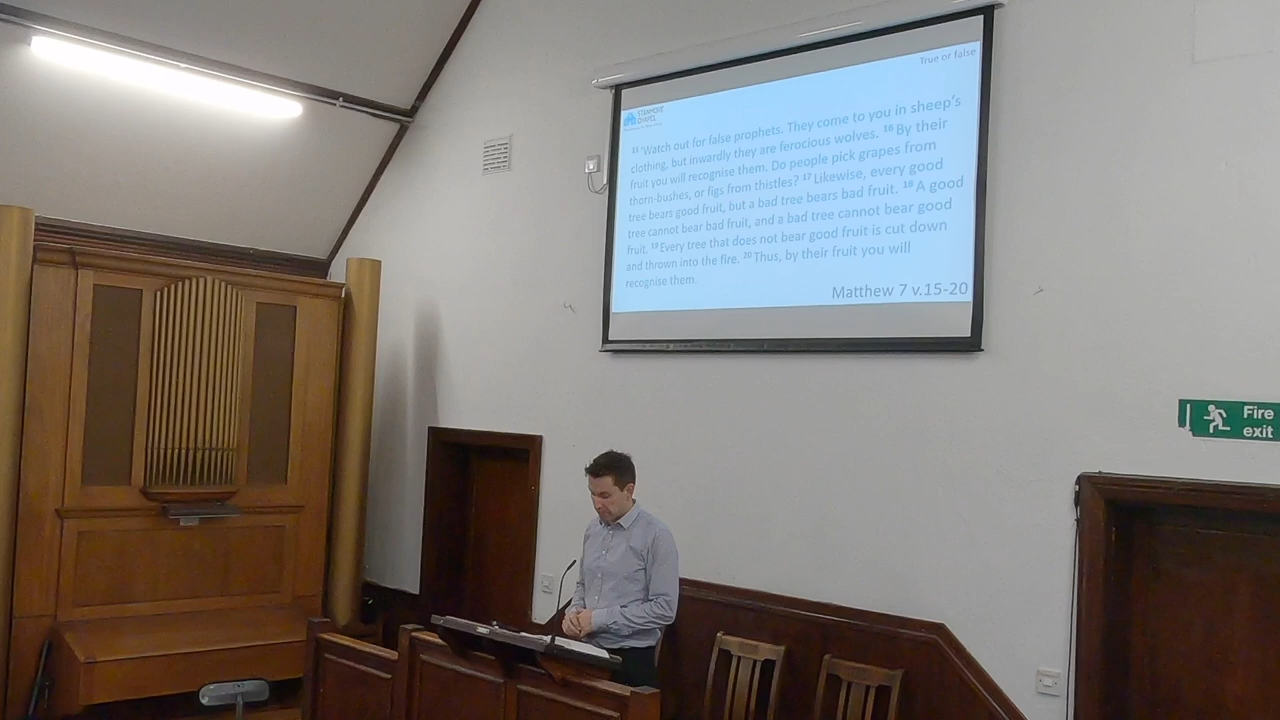 True or false
STANMORE
CHAPEL
15 'Watch out for false prophets. They come to you in sheep's
clothing, but inwardly they are ferocious wolves. 16 By their
fruit you will recognise them. Do people pick grapes from
thorn-bushes, or figs from thistles? 17 Likewise, every good
tree bears good fruit, but a bad tree bears bad fruit. 18 A good
tree cannot bear bad fruit, and a bad tree cannot bear good
fruit. 19 Every tree that does not bear good fruit is cut down
and thrown into the fire. 20 Thus, by their fruit you will
recognise them.
Matthew 7 v.15-20
Fire
exit